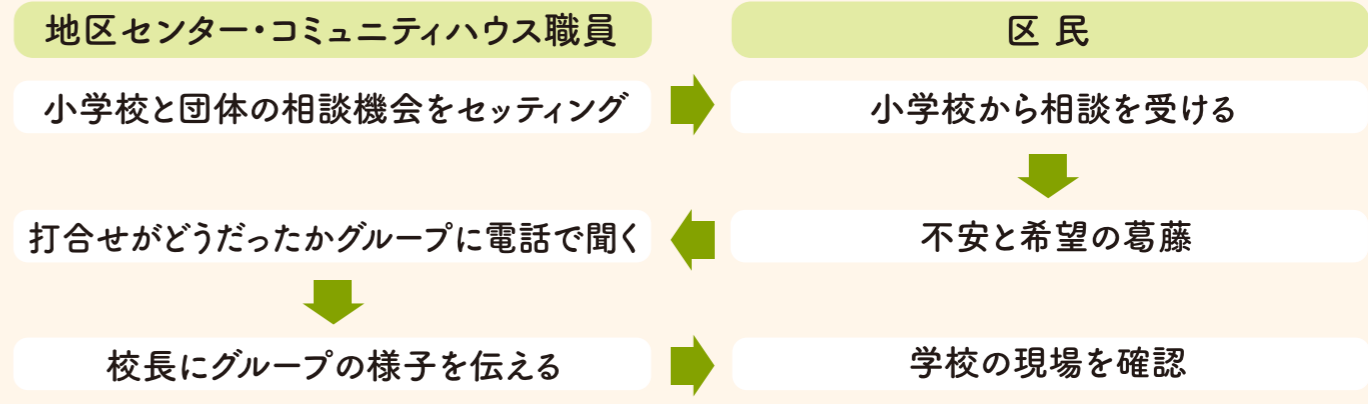 地区センター・コミュニティハウス職員
区民
小学校と団体の相談機会をセッティング
小学校から相談を受ける
不安と希望の葛藤
打合せがどうだったかグループに電話で聞く
校長にグループの様子を伝える
学校の現場を確認